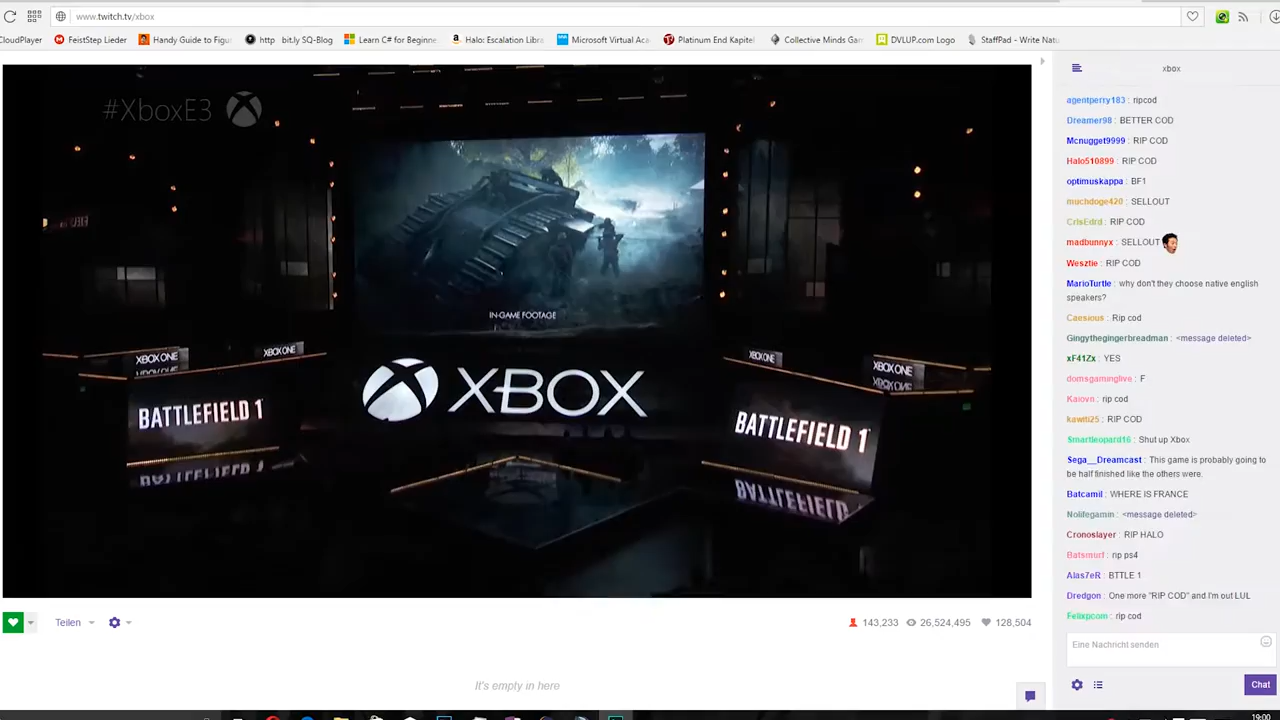 www.twitch.tv/xbox
CloudPlayer
FeistStep Lieder
Handy Guide to Figu
http bit.ly SQ-Blog
Learn C# for Beginne
Halo: Escalation Libra
Microsoft Virtual Aca
Platinum End Kapitel
Collective Minds Gam
DVLUP.com Logo
StaffPad - Write Natu
#XboxE3
IN-GAME FOOTAGE
XBOX ONE
XBOX ONE
XBOX ONE
XBOX ONE
BATTLEFIELD 1
XBOX
BATTLEFIELD 1
Teilen
143,233
26,524,495
128,504
It's empty in here
xbox
agentperry183 : ripcod
Dreamer98 : BETTER COD
Mcnugget9999 : RIP COD
Halo510899 : RIP COD
optimuskappa : BF1
muchdoge420 : SELLOUT
CrisEdrd : RIP COD
madbunnyx : SELLOUT
Wesztie : RIP COD
MarioTurtle : why don't they choose native english
speakers?
Caesious : Rip cod
Gingythegingerbreadman : <message deleted>
xF41Zx : YES
domsgaminglive : F
Kaiovn : rip cod
kawiti25 : RIP COD
Smartleopard16 : Shut up Xbox
Sega__Dreamcast : This game is probably going to
be half finished like the others were.
Batcamil : WHERE IS FRANCE
Nolifegamin : <message deleted>
Cronoslayer : RIP HALO
Batsmurf : rip ps4
Alas7eR : BTTLE 1
Dredgon : One more "RIP COD" and I'm out LUL
Felixpcom : rip cod
Eine Nachricht senden
Chat
19:00